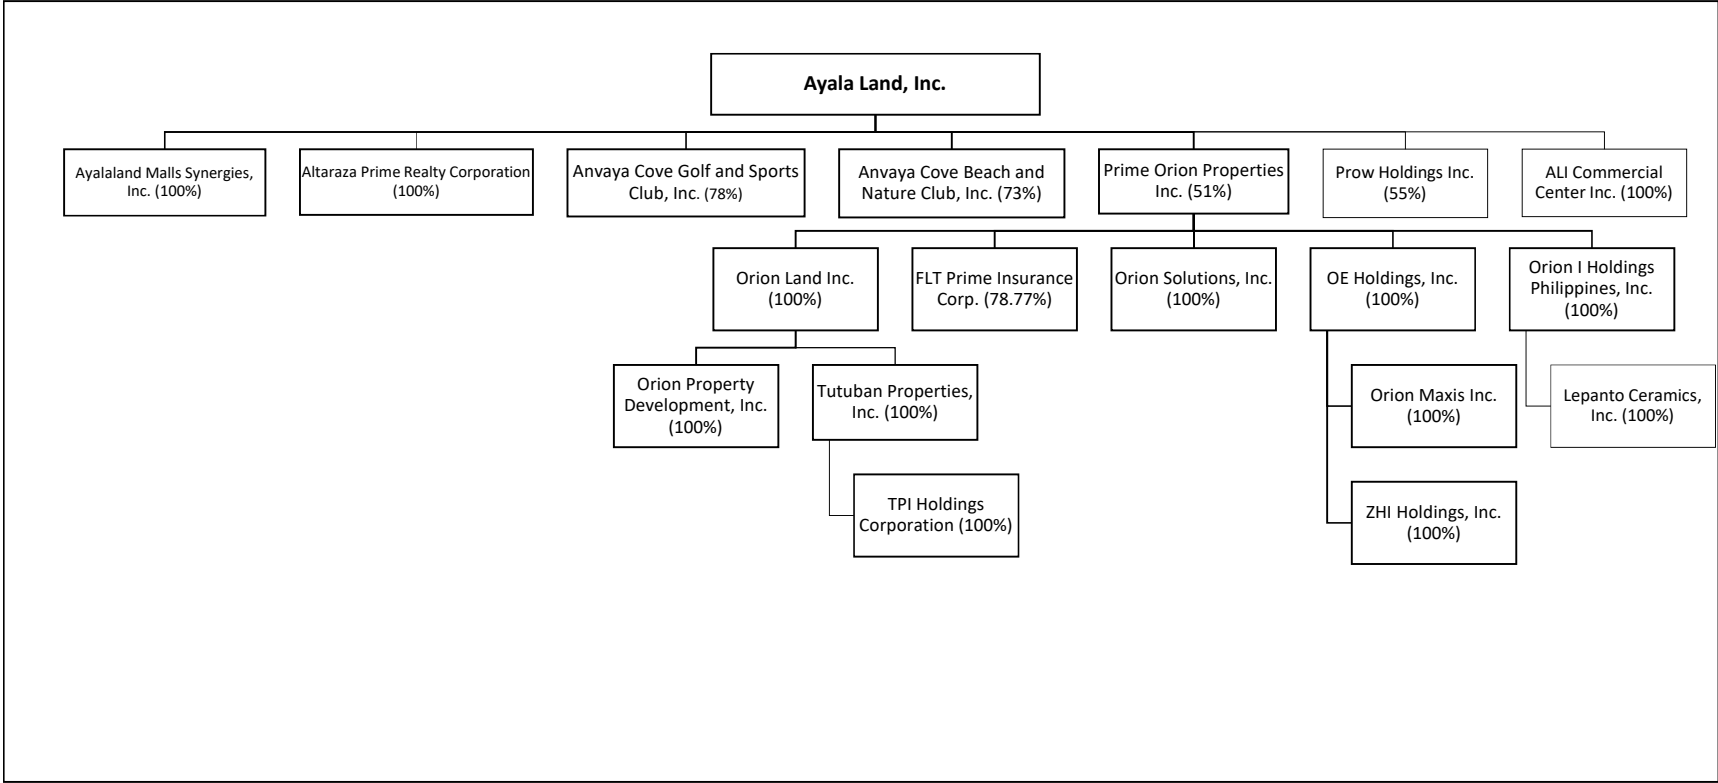 Ayala Land, Inc.
Ayalaland Malls Synergies,
Inc. (100%)
Altaraza Prime Realty Corporation
(100%)
Anvaya Cove Golf and Sports
Club, Inc. (78%)
Anvaya Cove Beach and
Nature Club, Inc. (73%)
Prime Orion Properties
Inc. (51%)
Prow Holdings Inc.
(55%)
ALI Commercial
Center Inc. (100%)
Orion Land Inc.
(100%)
FLT Prime Insurance
Corp. (78.77%)
Orion Solutions, Inc.
(100%)
OE Holdings, Inc.
(100%)
Orion I Holdings
Philippines, Inc.
(100%)
Orion Property
Development, Inc.
(100%)
Tutuban Properties,
Inc. (100%)
Orion Maxis Inc.
(100%)
Lepanto Ceramics,
Inc. (100%)
TPI Holdings
Corporation (100%)
ZHI Holdings, Inc.
(100%)